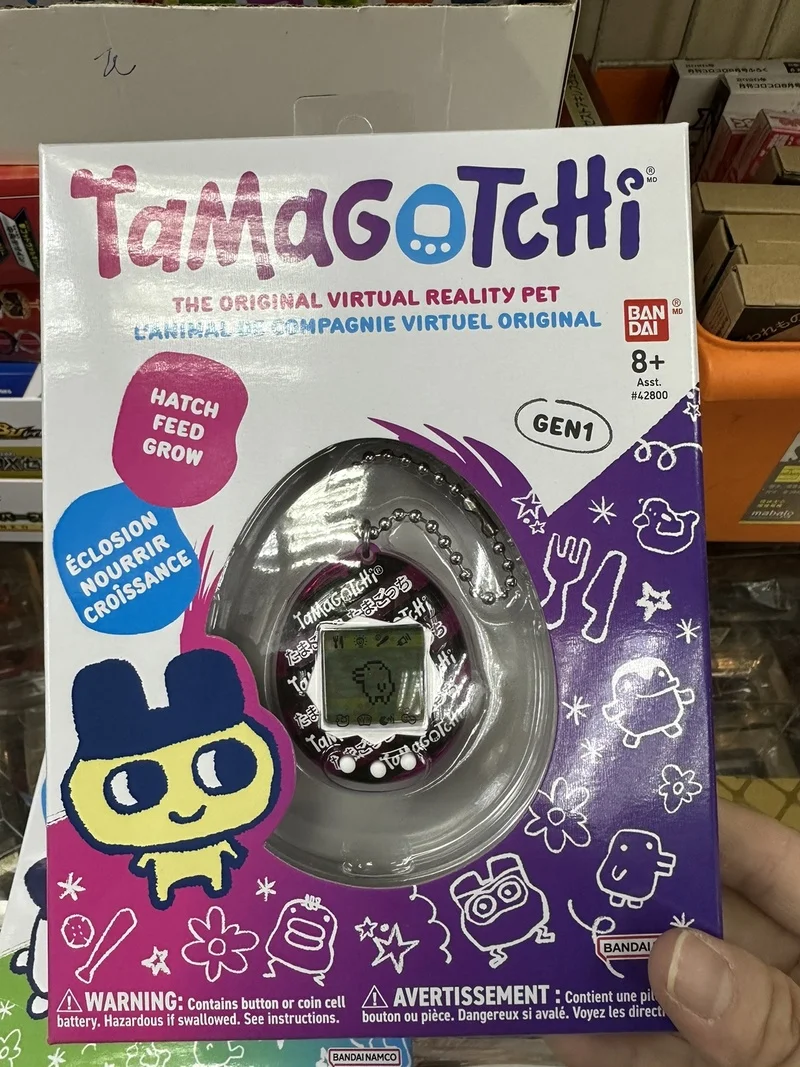 TAMAGOTCHI
®
MD
THE ORIGINAL VIRTUAL REALITY PET
L'ANIMAL DE COMPAGNIE VIRTUEL ORIGINAL
BAN
DAI
®
MD
8+
Asst.
#42800
HATCH
FEED
GROW
GEN1
ÉCLOSION
NOURRIR
CROISSANCE
TAMAGOTCHi®
たまごっち
WARNING: Contains button or coin cell
battery. Hazardous if swallowed. See instructions.
AVERTISSEMENT : Contient une
bouton ou pièce. Dangereux si avalé. Voyez les
BANDAI
BANDAI NAMCO
mabalo